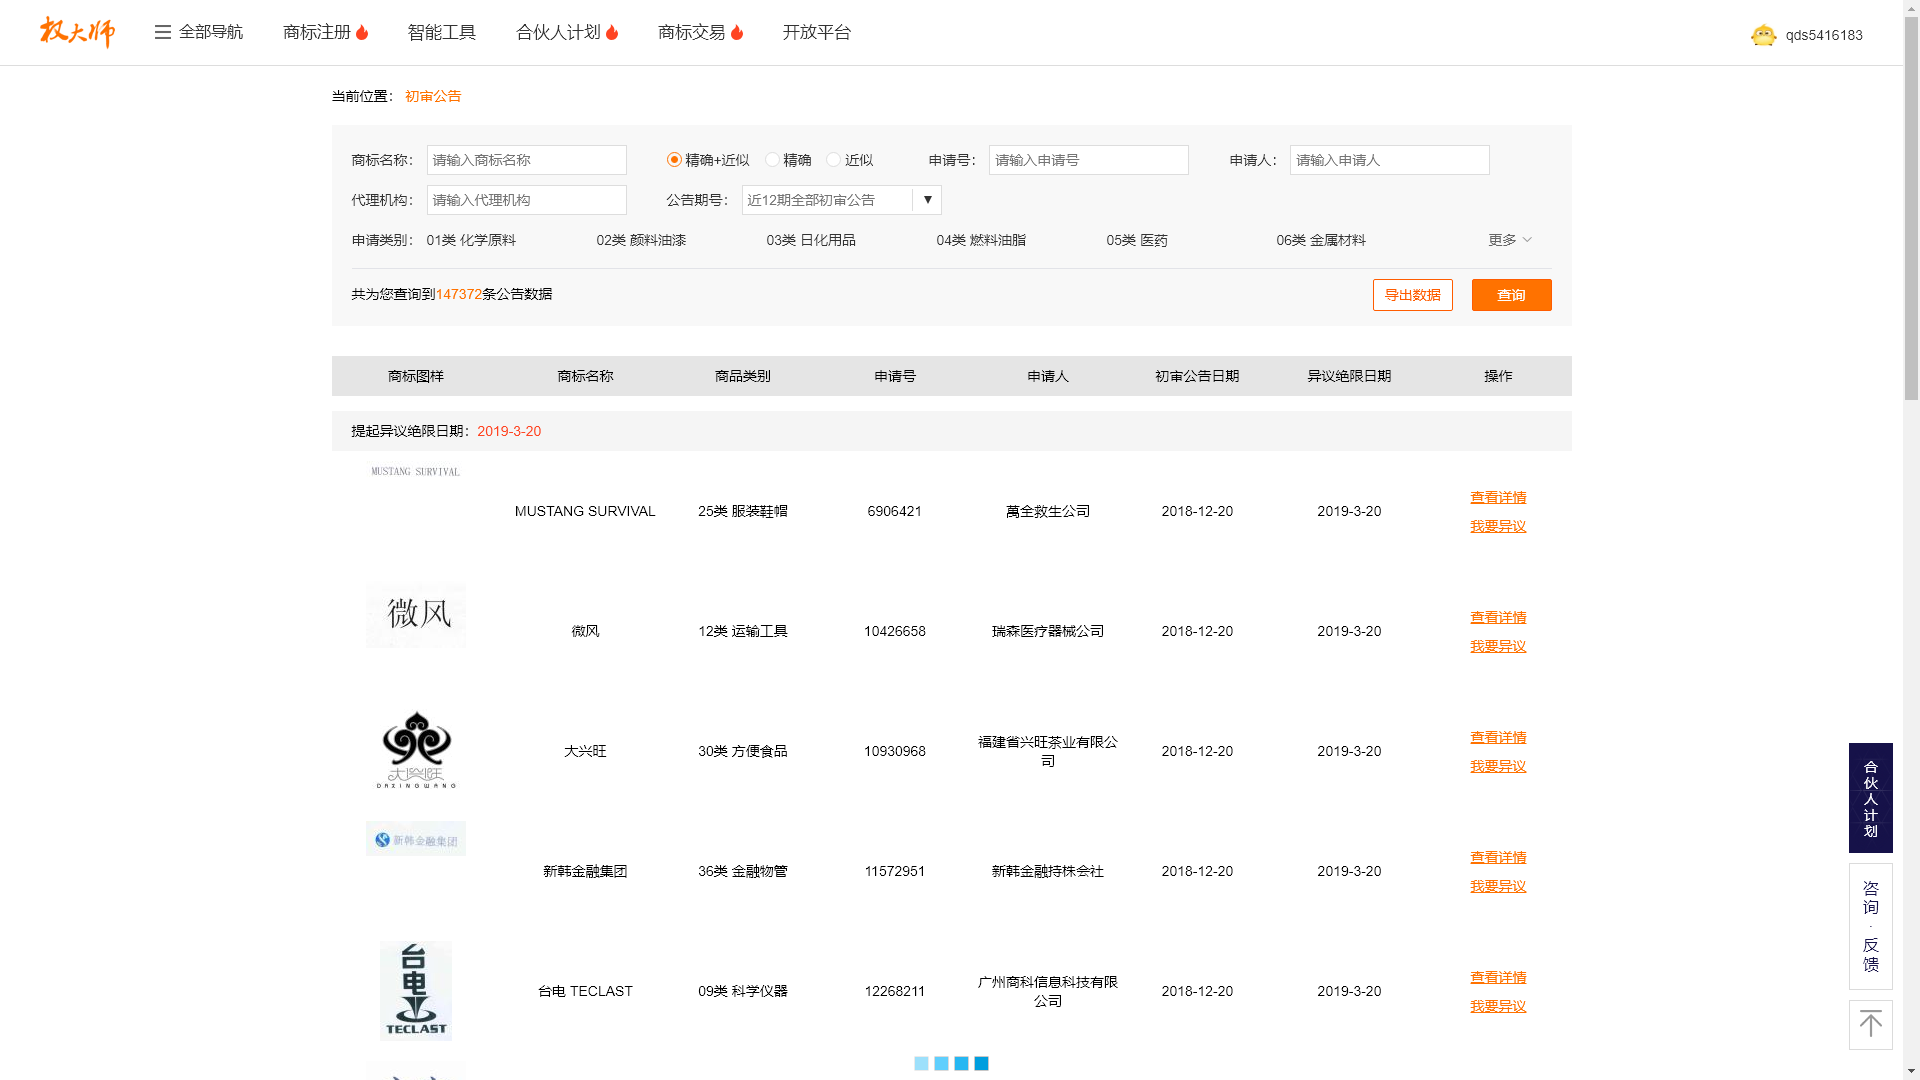 权大师
全部导航
商标注册
智能工具
合伙人计划
商标交易
开放平台
qds5416183
当前位置： 初审公告
商标名称： 请输入商标名称 精确+近似 精确 近似 申请号： 请输入申请号 申请人： 请输入申请人
代理机构： 请输入代理机构 公告期号： 近12期全部初审公告 ▼
申请类别： 01类 化学原料 02类 颜料油漆 03类 日化用品 04类 燃料油脂 05类 医药 06类 金属材料 更多
共为您查询到147372条公告数据 导出数据 查询
商标图样 商标名称 商品类别 申请号 申请人 初审公告日期 异议绝限日期 操作
提起异议绝限日期：2019-3-20
MUSTANG SURVIVAL
MUSTANG SURVIVAL 25类 服装鞋帽 6906421 萬全救生公司 2018-12-20 2019-3-20 查看详情
我要异议
微风
微风 12类 运输工具 10426658 瑞森医疗器械公司 2018-12-20 2019-3-20 查看详情
我要异议
大兴旺
DAXINGWANG
大兴旺 30类 方便食品 10930968 福建省兴旺茶业有限公
司 2018-12-20 2019-3-20 查看详情
我要异议
新韩金融集团
新韩金融集团 36类 金融物管 11572951 新韩金融持株会社 2018-12-20 2019-3-20 查看详情
我要异议
台电
TECLAST
台电 TECLAST 09类 科学仪器 12268211 广州商科信息科技有限
公司 2018-12-20 2019-3-20 查看详情
我要异议
合伙人计划
咨询·反馈